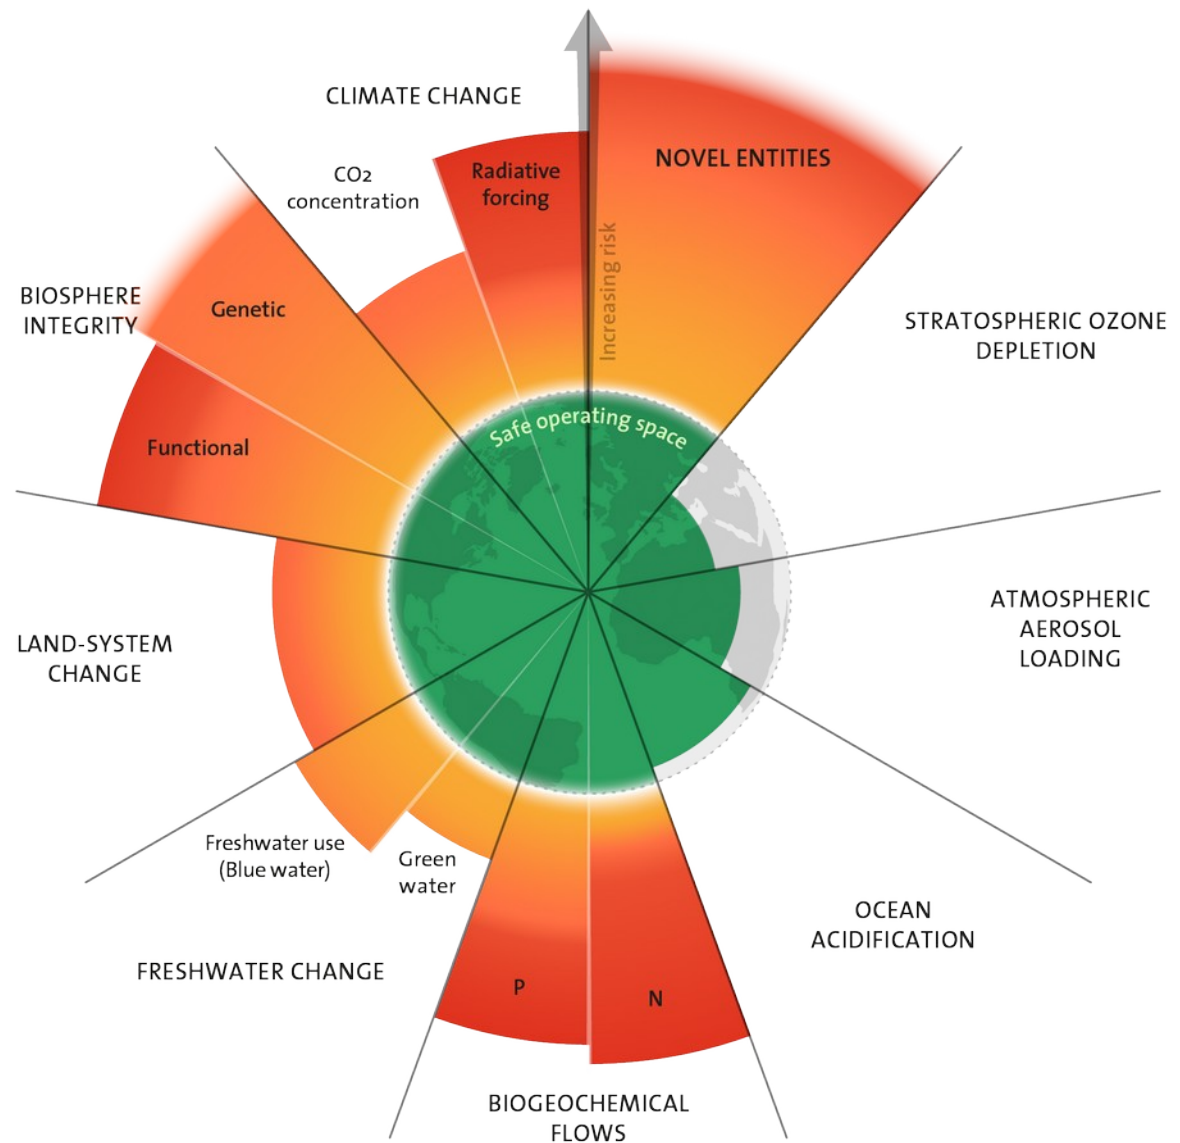 CLIMATE CHANGE
CO2
concentration
Radiative
forcing
NOVEL ENTITIES
Increasing risk
BIOSPHERE
INTEGRITY
Genetic
Functional
STRATOSPHERIC OZONE
DEPLETION
Safe operating space
LAND-SYSTEM
CHANGE
ATMOSPHERIC
AEROSOL
LOADING
Freshwater use
(Blue water)
Green
water
FRESHWATER CHANGE
OCEAN
ACIDIFICATION
P
N
BIOGEOCHEMICAL
FLOWS